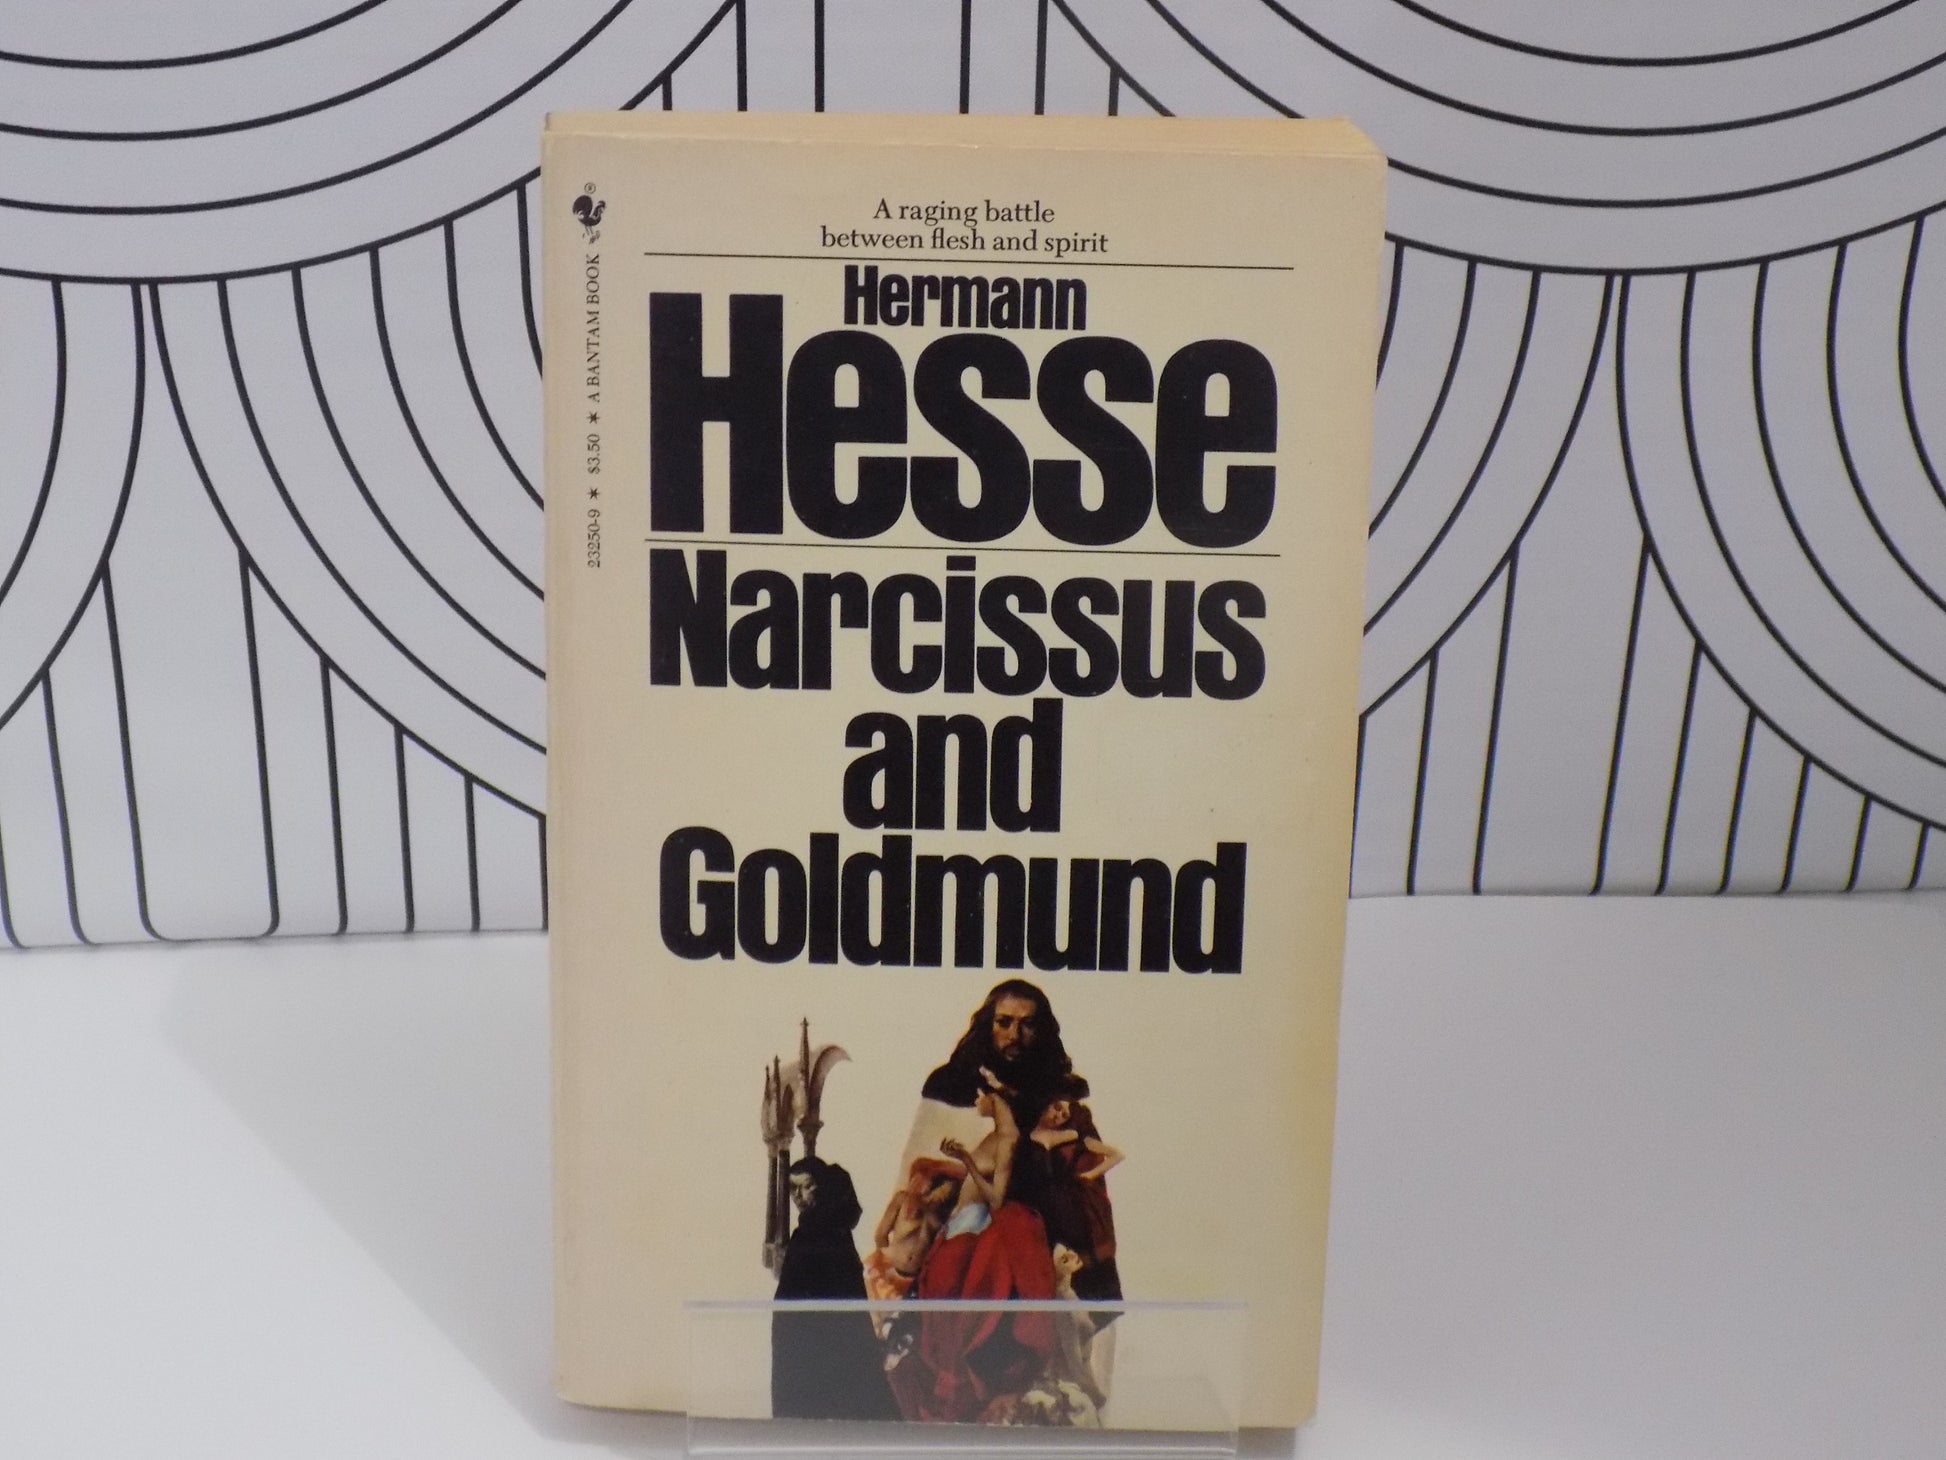 A raging battle
between flesh and spirit
Hermann
Hesse
Narcissus
and
Goldmund
23250-9 * $3.50 * A BANTAM BOOK ®